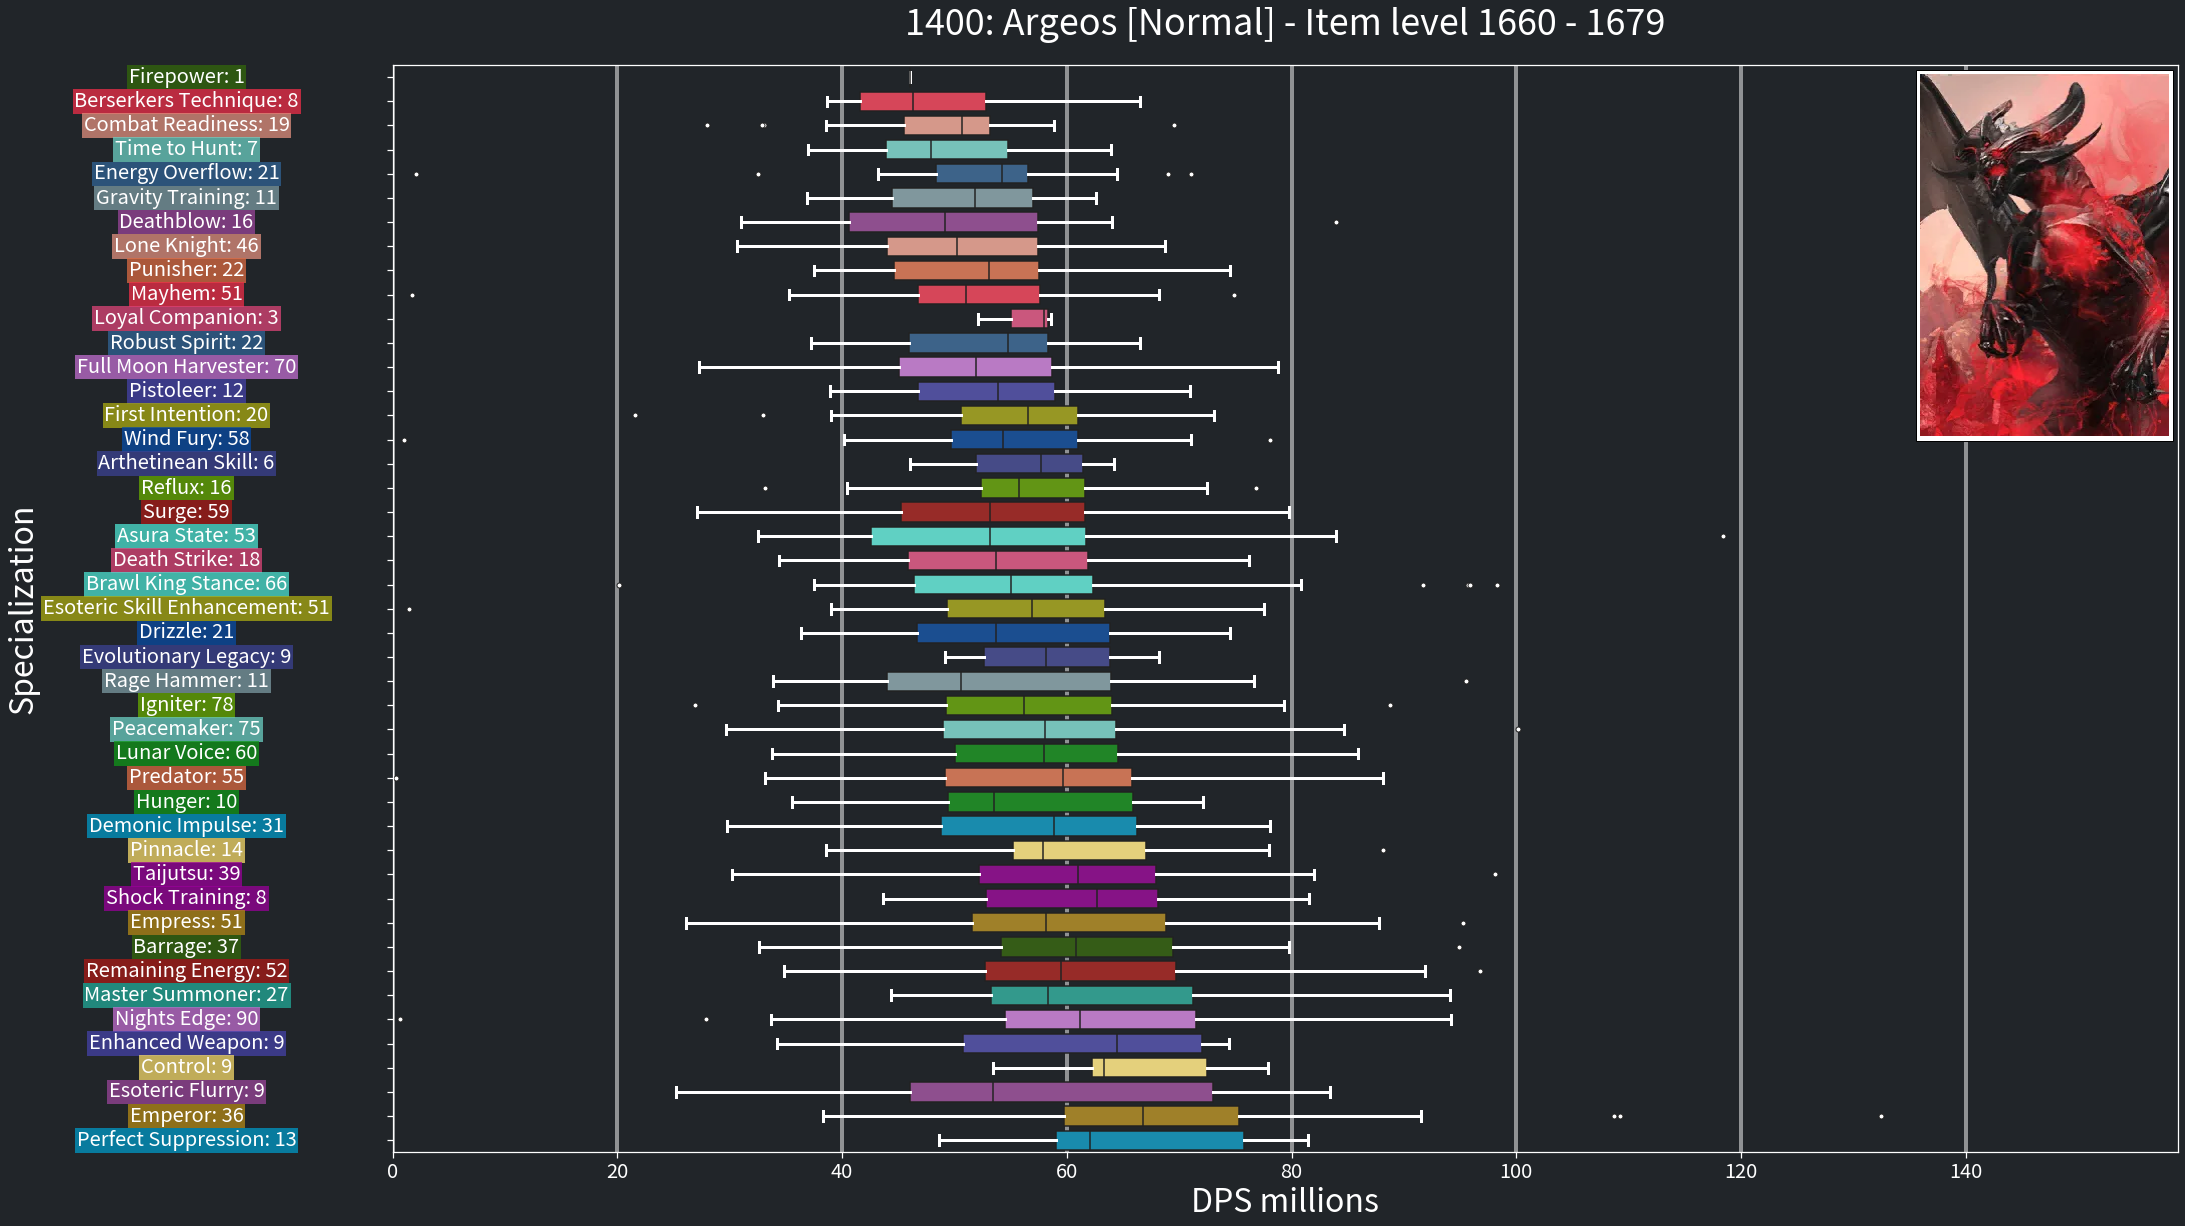 1400: Argeos [Normal] - Item level 1660 - 1679
Specialization
Firepower: 1
Berserkers Technique: 8
Combat Readiness: 19
Time to Hunt: 7
Energy Overflow: 21
Gravity Training: 11
Deathblow: 16
Lone Knight: 46
Punisher: 22
Mayhem: 51
Loyal Companion: 3
Robust Spirit: 22
Full Moon Harvester: 70
Pistoleer: 12
First Intention: 20
Wind Fury: 58
Arthetinean Skill: 6
Reflux: 16
Surge: 59
Asura State: 53
Death Strike: 18
Brawl King Stance: 66
Esoteric Skill Enhancement: 51
Drizzle: 21
Evolutionary Legacy: 9
Rage Hammer: 11
Igniter: 78
Peacemaker: 75
Lunar Voice: 60
Predator: 55
Hunger: 10
Demonic Impulse: 31
Pinnacle: 14
Taijutsu: 39
Shock Training: 8
Empress: 51
Barrage: 37
Remaining Energy: 52
Master Summoner: 27
Nights Edge: 90
Enhanced Weapon: 9
Control: 9
Esoteric Flurry: 9
Emperor: 36
Perfect Suppression: 13
0 20 40 60 80 100 120 140
DPS millions